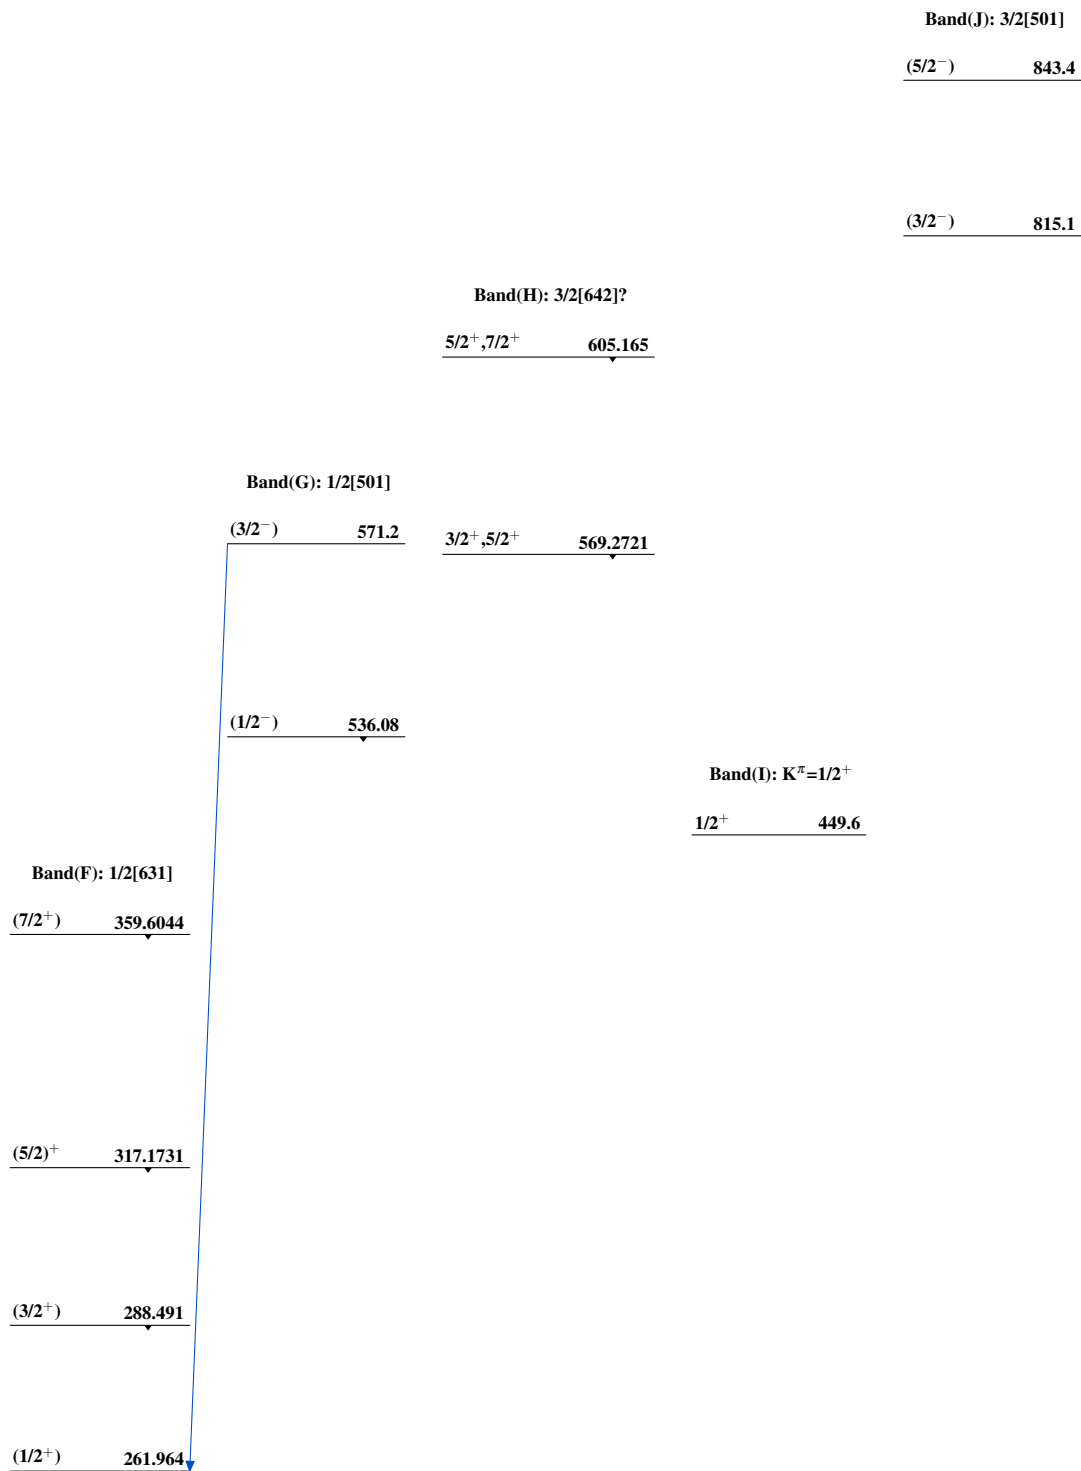 Band(J): 3/2[501]
(5/2⁻) 843.4
(3/2⁻) 815.1
Band(H): 3/2[642]?
5/2⁺,7/2⁺ 605.165
Band(G): 1/2[501]
(3/2⁻) 571.2
3/2⁺,5/2⁺ 569.2721
(1/2⁻) 536.08
Band(I): K^π=1/2⁺
1/2⁺ 449.6
Band(F): 1/2[631]
(7/2⁺) 359.6044
(5/2)⁺ 317.1731
(3/2⁺) 288.491
(1/2⁺) 261.964